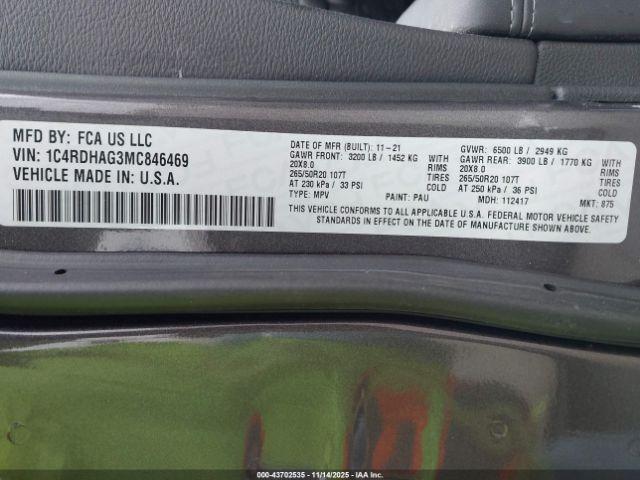 MFD BY: FCA US LLC
VIN: 1C4RDHAG3MC846469
VEHICLE MADE IN: U.S.A.
DATE OF MFR (BUILT): 11-21 GVWR: 6500 LB / 2949 KG
GAWR FRONT: 3200 LB / 1452 KG WITH GAWR REAR: 3900 LB / 1770 KG WITH
20X8.0 RIMS 20X8.0 RIMS
265/50R20 107T TIRES 265/50R20 107T TIRES
AT 230 kPa / 33 PSI COLD AT 250 kPa / 36 PSI COLD
TYPE: MPV PAINT: PAU MDH: 112417 MKT: 875
THIS VEHICLE CONFORMS TO ALL APPLICABLE U.S.A. FEDERAL MOTOR VEHICLE SAFETY
STANDARDS IN EFFECT ON THE DATE OF MANUFACTURE SHOWN ABOVE.
000-43702535 - 11/14/2025 - IAAI.COM